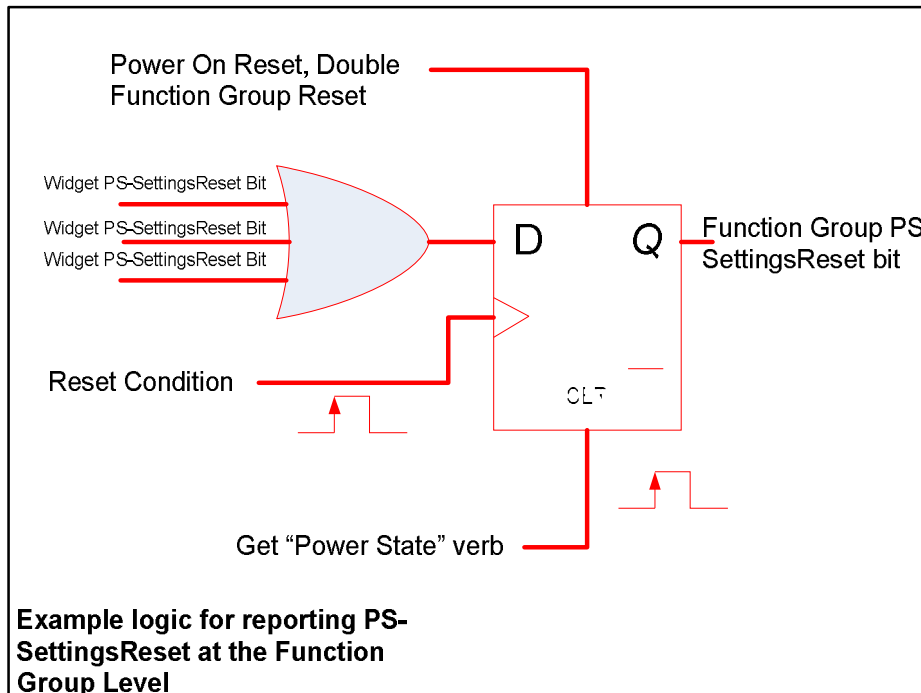 Power On Reset, Double
Function Group Reset
Widget PS-SettingsReset Bit
Widget PS-SettingsReset Bit
Widget PS-SettingsReset Bit
D
Q
Function Group PS
SettingsReset bit
Reset Condition
Get “Power State” verb
Example logic for reporting PS-
SettingsReset at the Function
Group Level